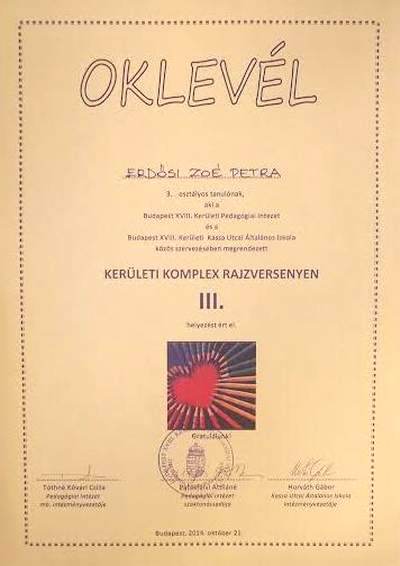 OKLEVÉL
ERDŐSI ZOÉ PETRA
3. osztályos tanulónak,
aki a
Budapest XVIII. Kerületi Pedagógiai Intézet
és a
Budapest XVIII. Kerületi Kassa Utcai Általános Iskola
közös szervezésében megrendezett
KERÜLETI KOMPLEX RAJZVERSENYEN
III.
helyezést ért el.
Gratulálunk!
Tóthné Kővári Csilla
Attiláné
Horváth Gábor
Pedagógiai Intézet
Pedagógiai Intézet
Kassa Utcai Általános Iskola
mb. intézményvezetője
szaktanácsadója
intézményvezetője
Budapest, 2014. október 21.